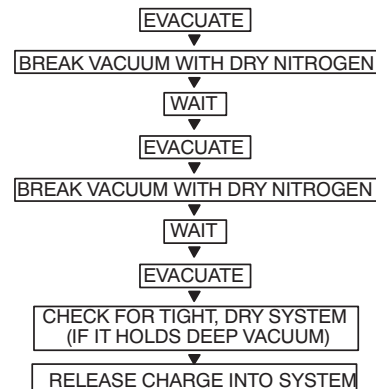 EVACUATE
BREAK VACUUM WITH DRY NITROGEN
WAIT
EVACUATE
BREAK VACUUM WITH DRY NITROGEN
WAIT
EVACUATE
CHECK FOR TIGHT, DRY SYSTEM
(IF IT HOLDS DEEP VACUUM)
RELEASE CHARGE INTO SYSTEM